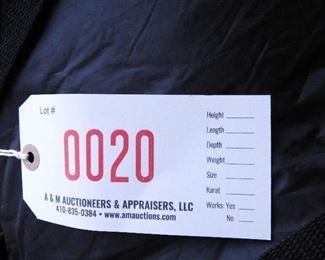 Lot #
0020
A & M AUCTIONEERS & APPRAISERS, LLC
410-835-0384 • www.amauctions.com
Height
Length
Depth
Weight
Size
Karat
Works: Yes
No